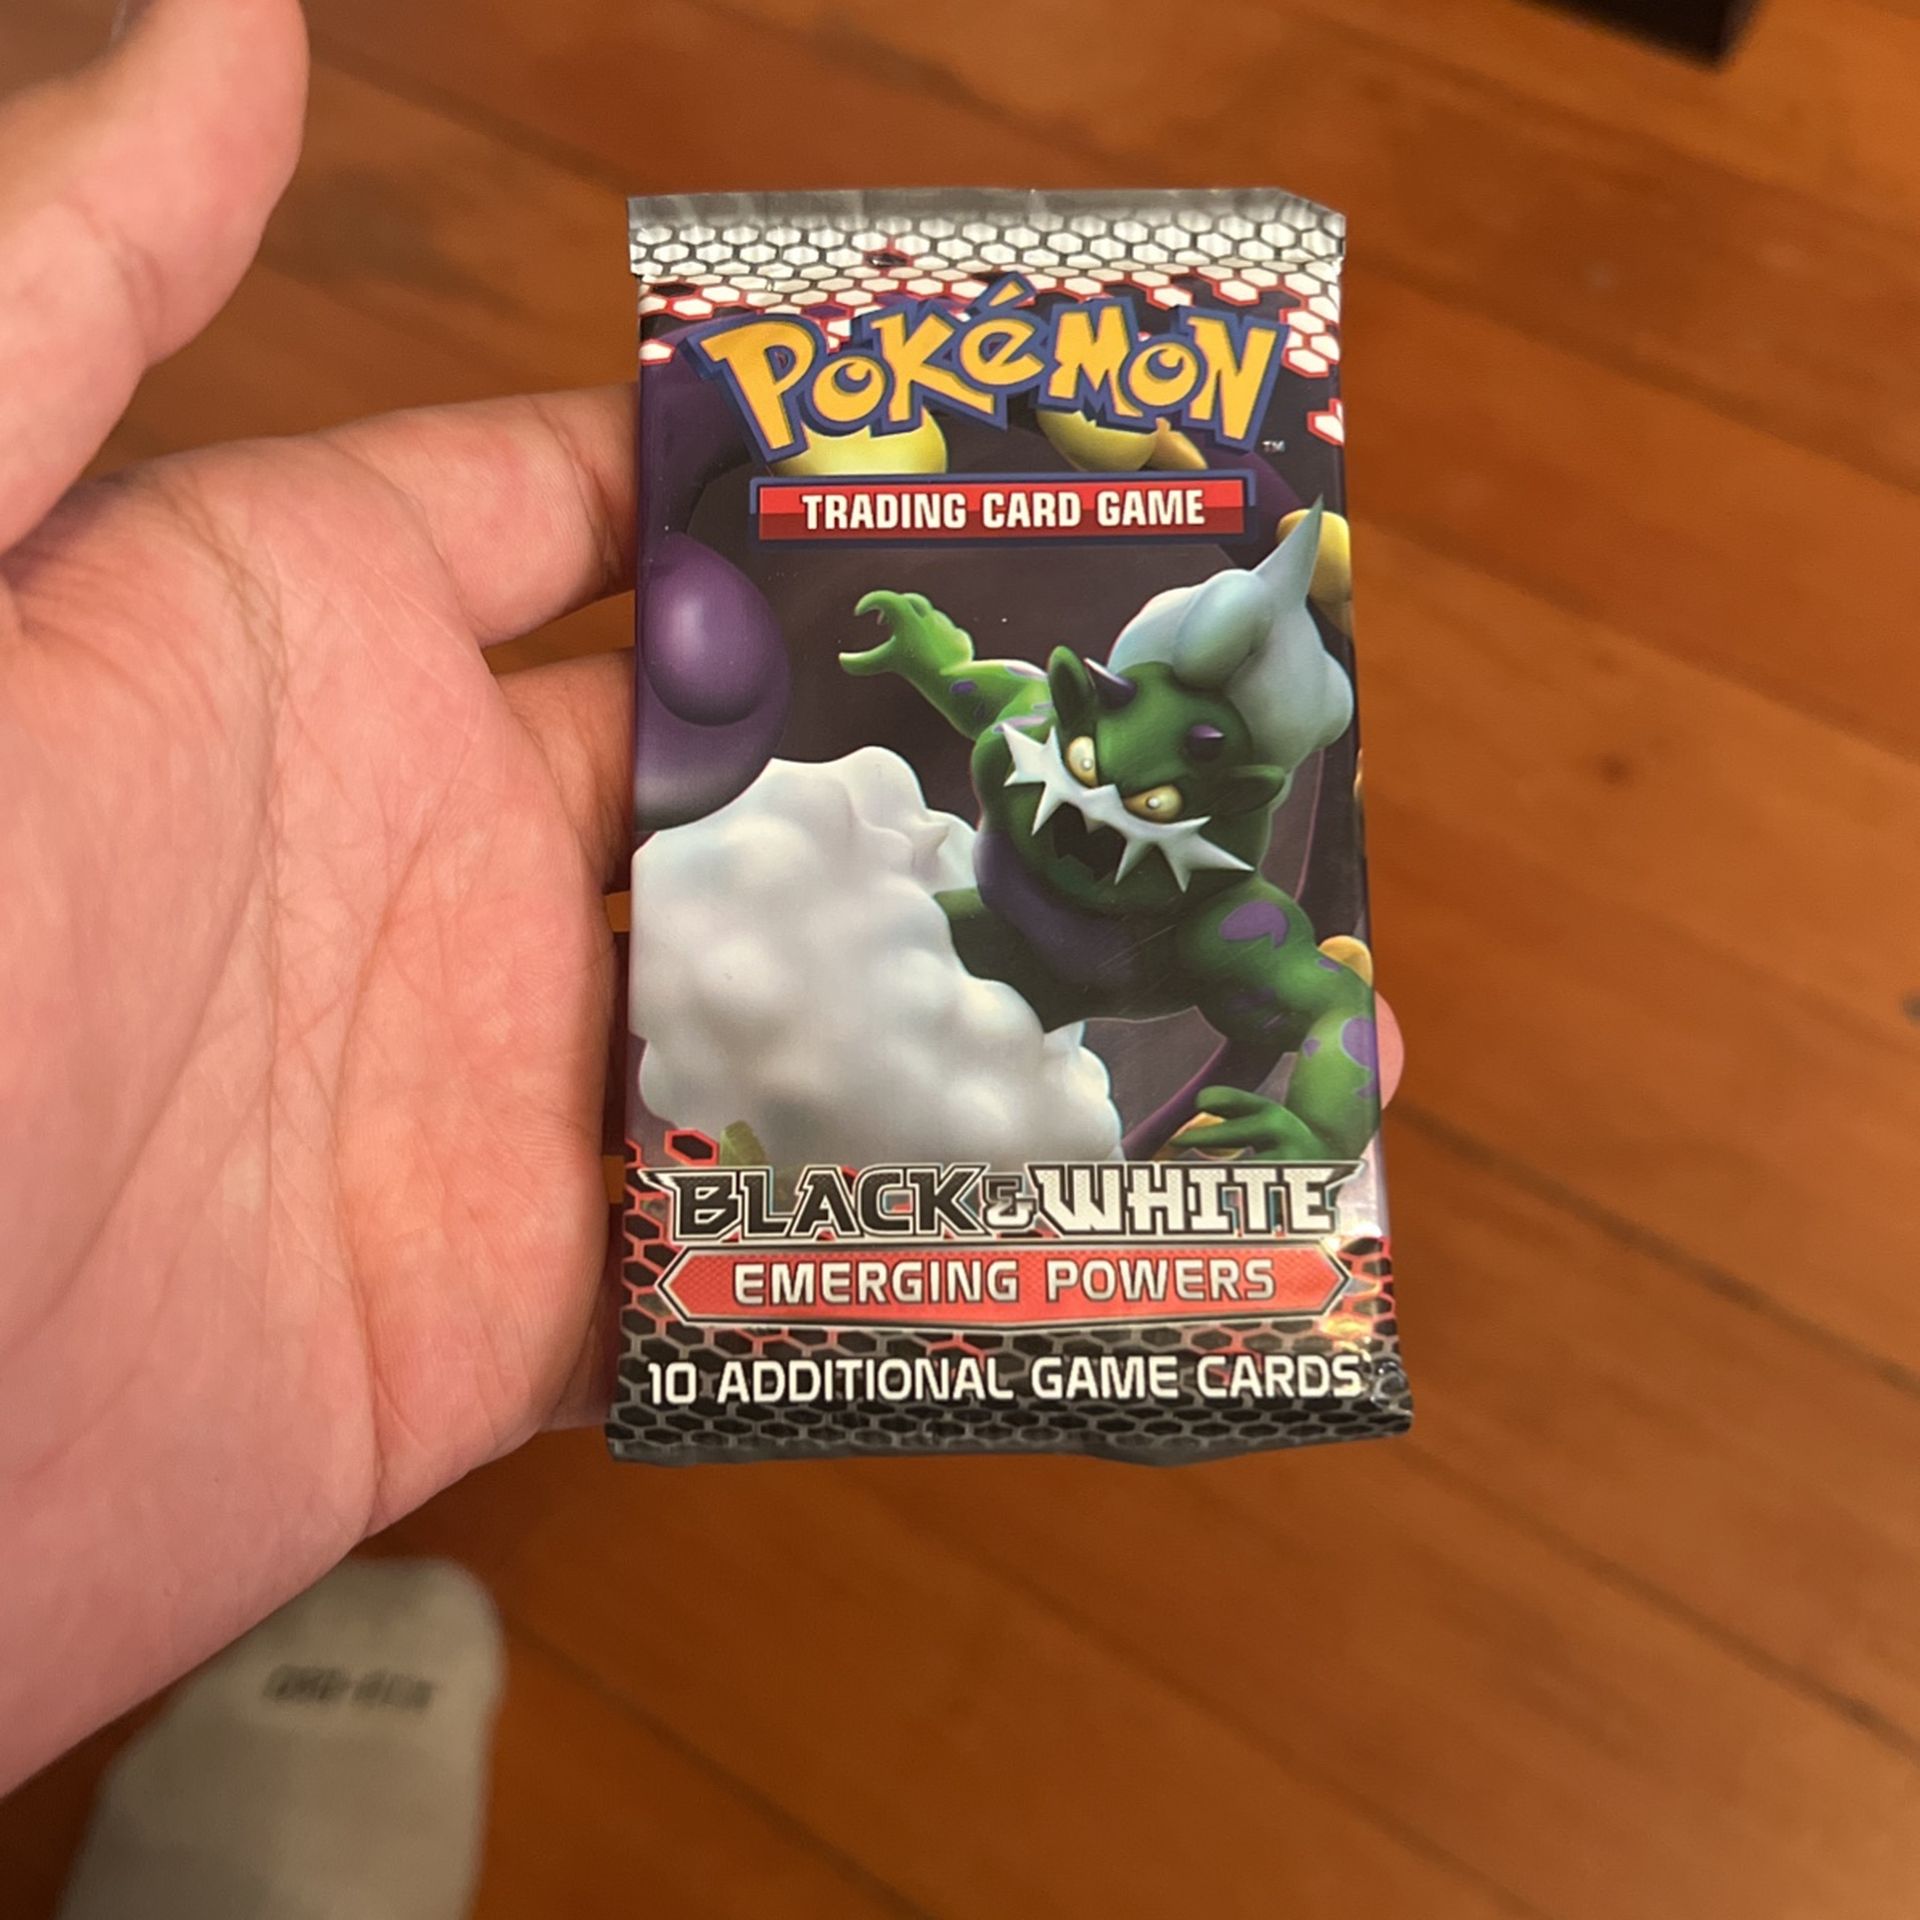 POKéMON
™
TRADING CARD GAME
BLACK & WHITE
EMERGING POWERS
10 ADDITIONAL GAME CARDS